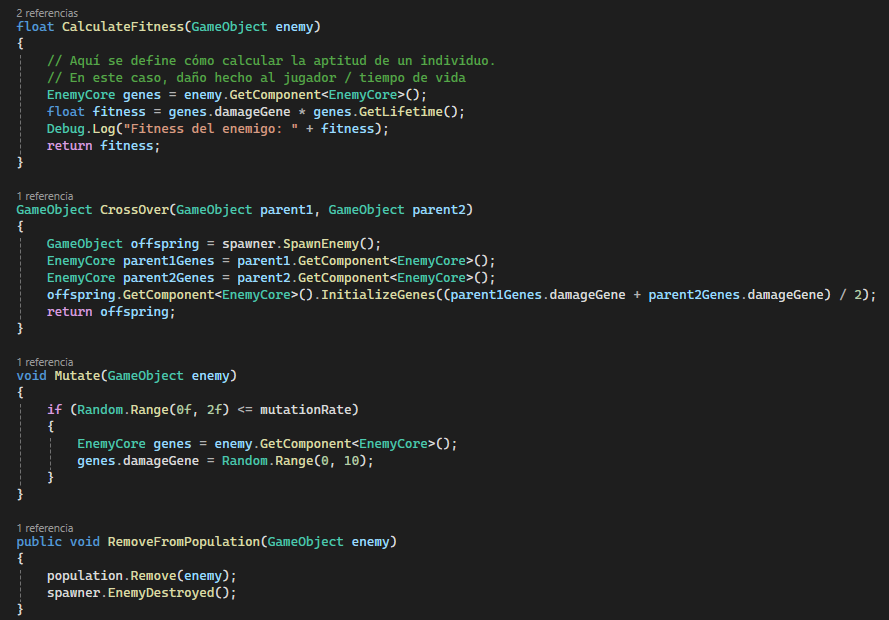 2 referencias
float CalculateFitness(GameObject enemy)
{
// Aquí se define cómo calcular la aptitud de un individuo.
// En este caso, daño hecho al jugador / tiempo de vida
EnemyCore genes = enemy.GetComponent<EnemyCore>();
float fitness = genes.damageGene * genes.GetLifetime();
Debug.Log("Fitness del enemigo: " + fitness);
return fitness;
}
1 referencia
GameObject CrossOver(GameObject parent1, GameObject parent2)
{
GameObject offspring = spawner.SpawnEnemy();
EnemyCore parent1Genes = parent1.GetComponent<EnemyCore>();
EnemyCore parent2Genes = parent2.GetComponent<EnemyCore>();
offspring.GetComponent<EnemyCore>().InitializeGenes((parent1Genes.damageGene + parent2Genes.damageGene) / 2);
return offspring;
}
1 referencia
void Mutate(GameObject enemy)
{
if (Random.Range(0f, 2f) <= mutationRate)
{
EnemyCore genes = enemy.GetComponent<EnemyCore>();
genes.damageGene = Random.Range(0, 10);
}
}
1 referencia
public void RemoveFromPopulation(GameObject enemy)
{
population.Remove(enemy);
spawner.EnemyDestroyed();
}